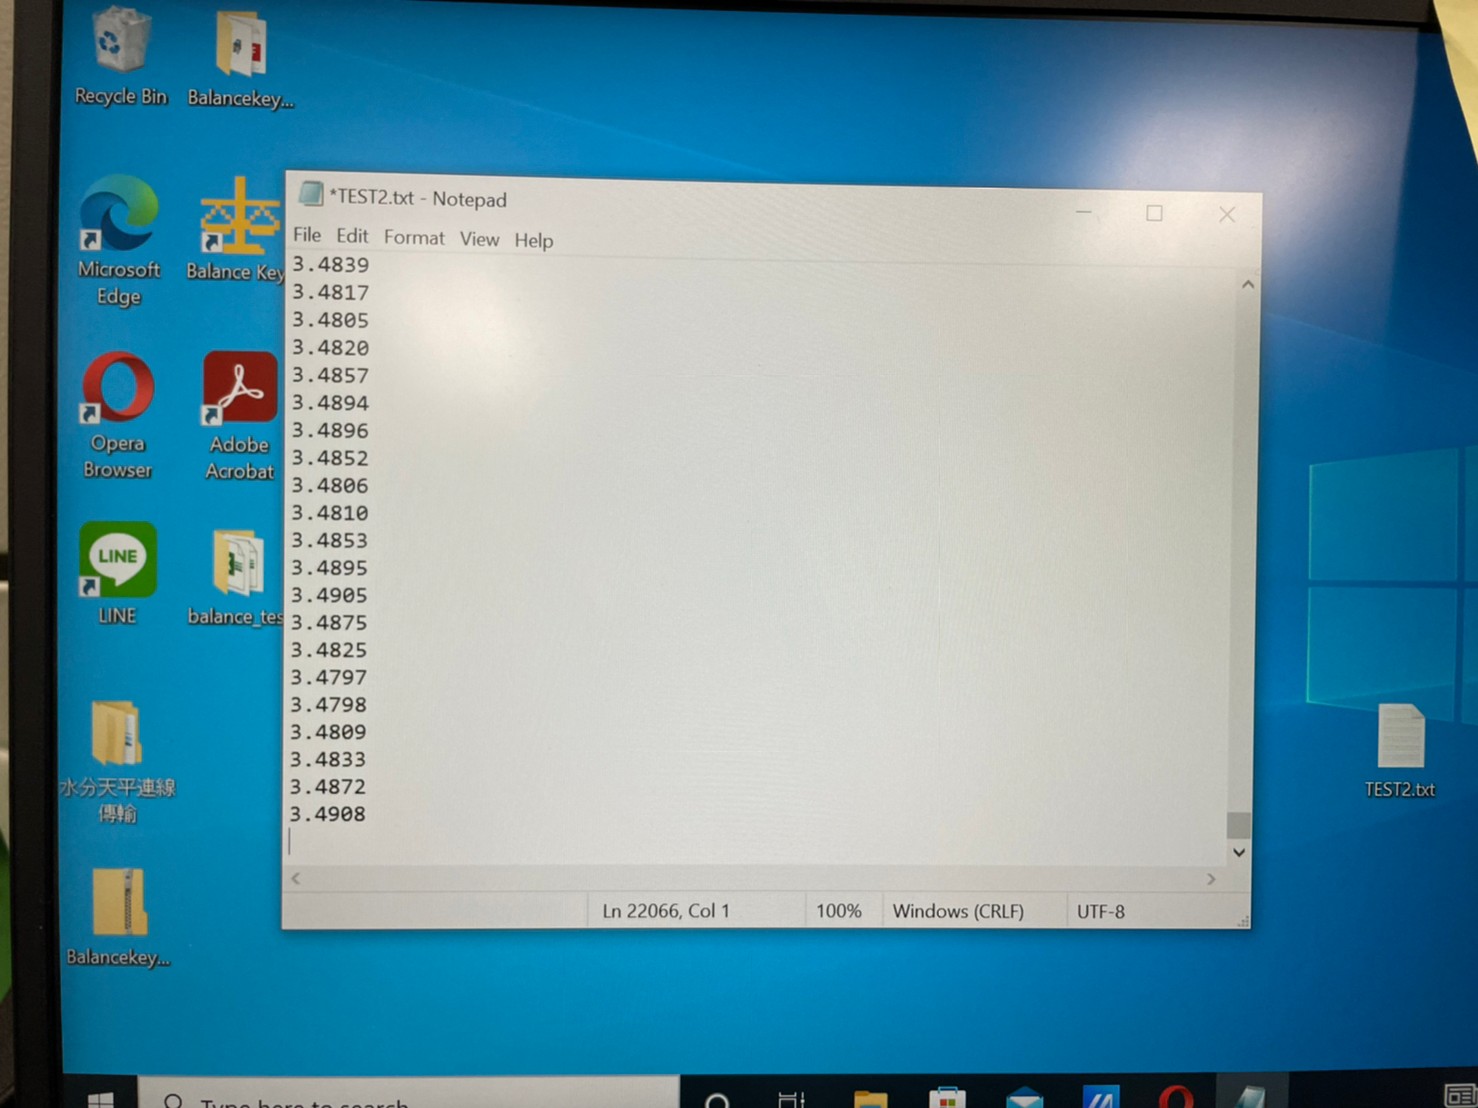 Recycle Bin
Balancekey...
Microsoft
Edge
Balance Key
Opera
Browser
Adobe
Acrobat
LINE
LINE
balance_tes
水分天平連線
傳輸
Balancekey...
*TEST2.txt - Notepad
File Edit Format View Help
3.4839
3.4817
3.4805
3.4820
3.4857
3.4894
3.4896
3.4852
3.4806
3.4810
3.4853
3.4895
3.4905
3.4875
3.4825
3.4797
3.4798
3.4809
3.4833
3.4872
3.4908
Ln 22066, Col 1
100%
Windows (CRLF)
UTF-8
TEST2.txt
Type here to search